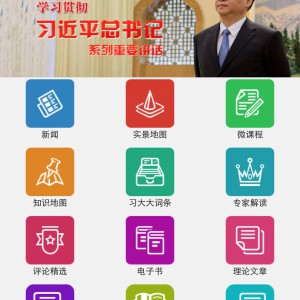 学习贯彻
习近平总书记
系列重要讲话
新闻
实景地图
微课程
知识地图
习大大词条
专家解读
评论精选
电子书
理论文章